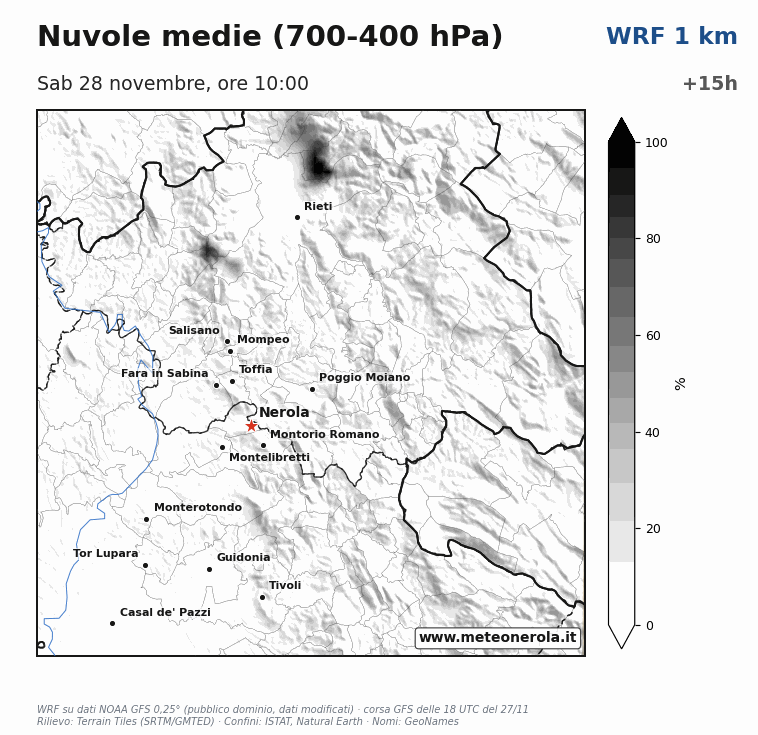 Nuvole medie (700-400 hPa)
WRF 1 km
Sab 28 novembre, ore 10:00
+15h
Rieti
Salisano
Mompeo
Fara in Sabina
Toffia
Poggio Moiano
Nerola
Montorio Romano
Montelibretti
Monterotondo
Tor Lupara
Guidonia
Tivoli
Casal de' Pazzi
www.meteonerola.it
100
80
60
40
20
0
%
WRF su dati NOAA GFS 0,25° (pubblico dominio, dati modificati) · corsa GFS delle 18 UTC del 27/11
Rilievo: Terrain Tiles (SRTM/GMTED) · Confini: ISTAT, Natural Earth · Nomi: GeoNames